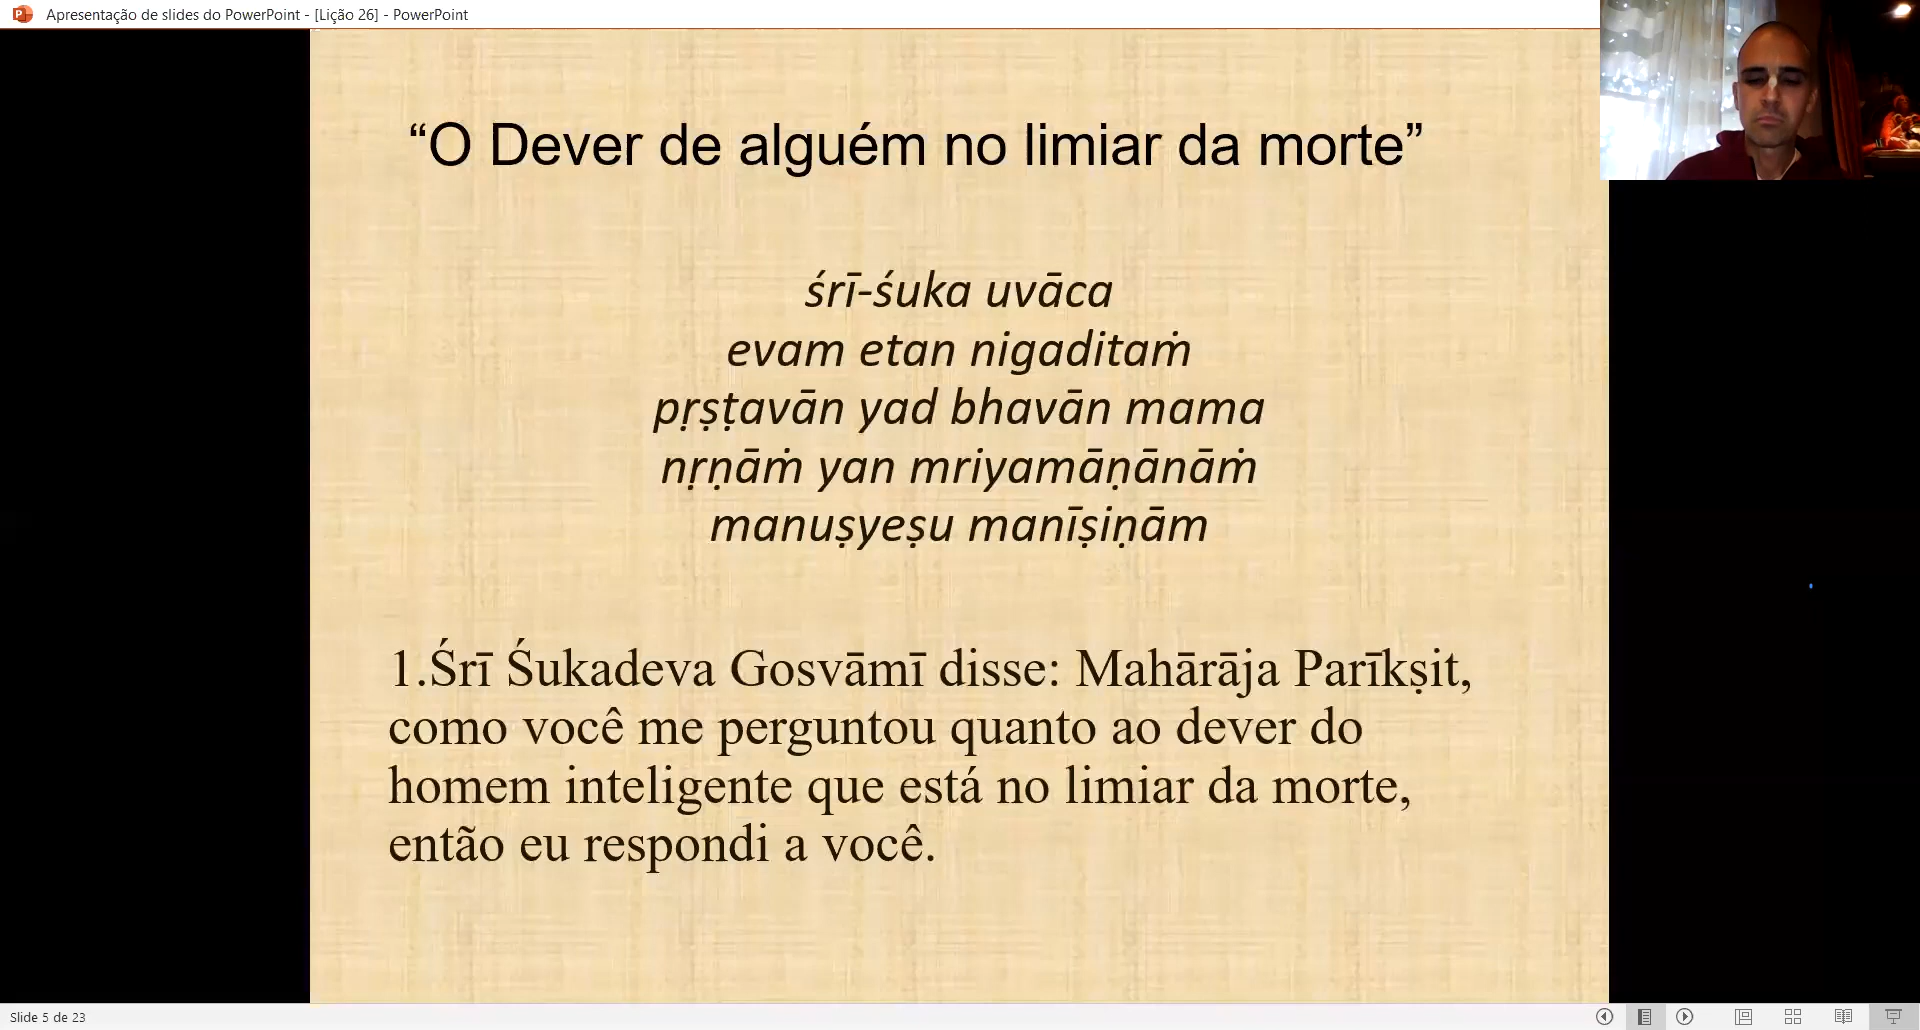 Apresentação de slides do PowerPoint - [Lição 26] - PowerPoint
“O Dever de alguém no limiar da morte”
śrī-śuka uvāca
evam etan nigaditaṁ
pṛṣṭavān yad bhavān mama
nṛṇāṁ yan mriyamāṇānāṁ
manuṣyeṣu manīṣiṇām
1.Śrī Śukadeva Gosvāmī disse: Mahārāja Parīkṣit,
como você me perguntou quanto ao dever do
homem inteligente que está no limiar da morte,
então eu respondi a você.
Slide 5 de 23